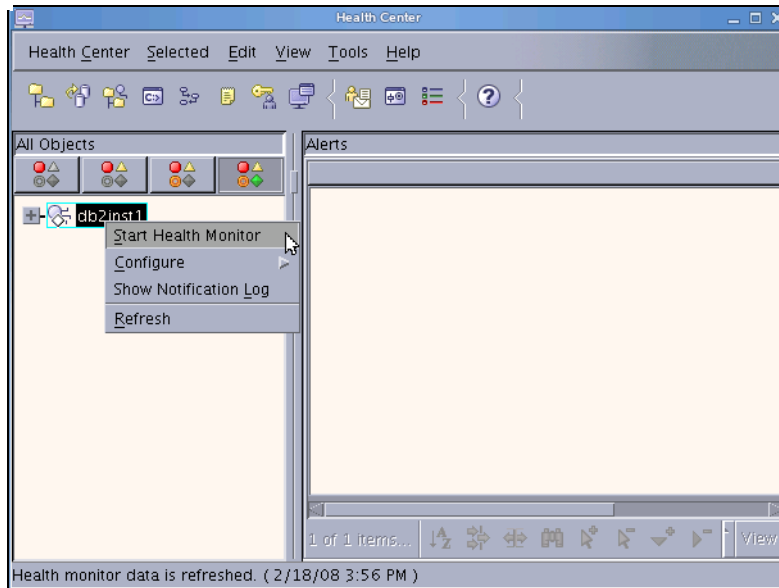 Health Center
Health Center Selected Edit View Tools Help
All Objects
Alerts
db2inst1
Start Health Monitor
Configure
Show Notification Log
Refresh
1 of 1 items...
View
Health monitor data is refreshed. ( 2/18/08 3:56 PM )